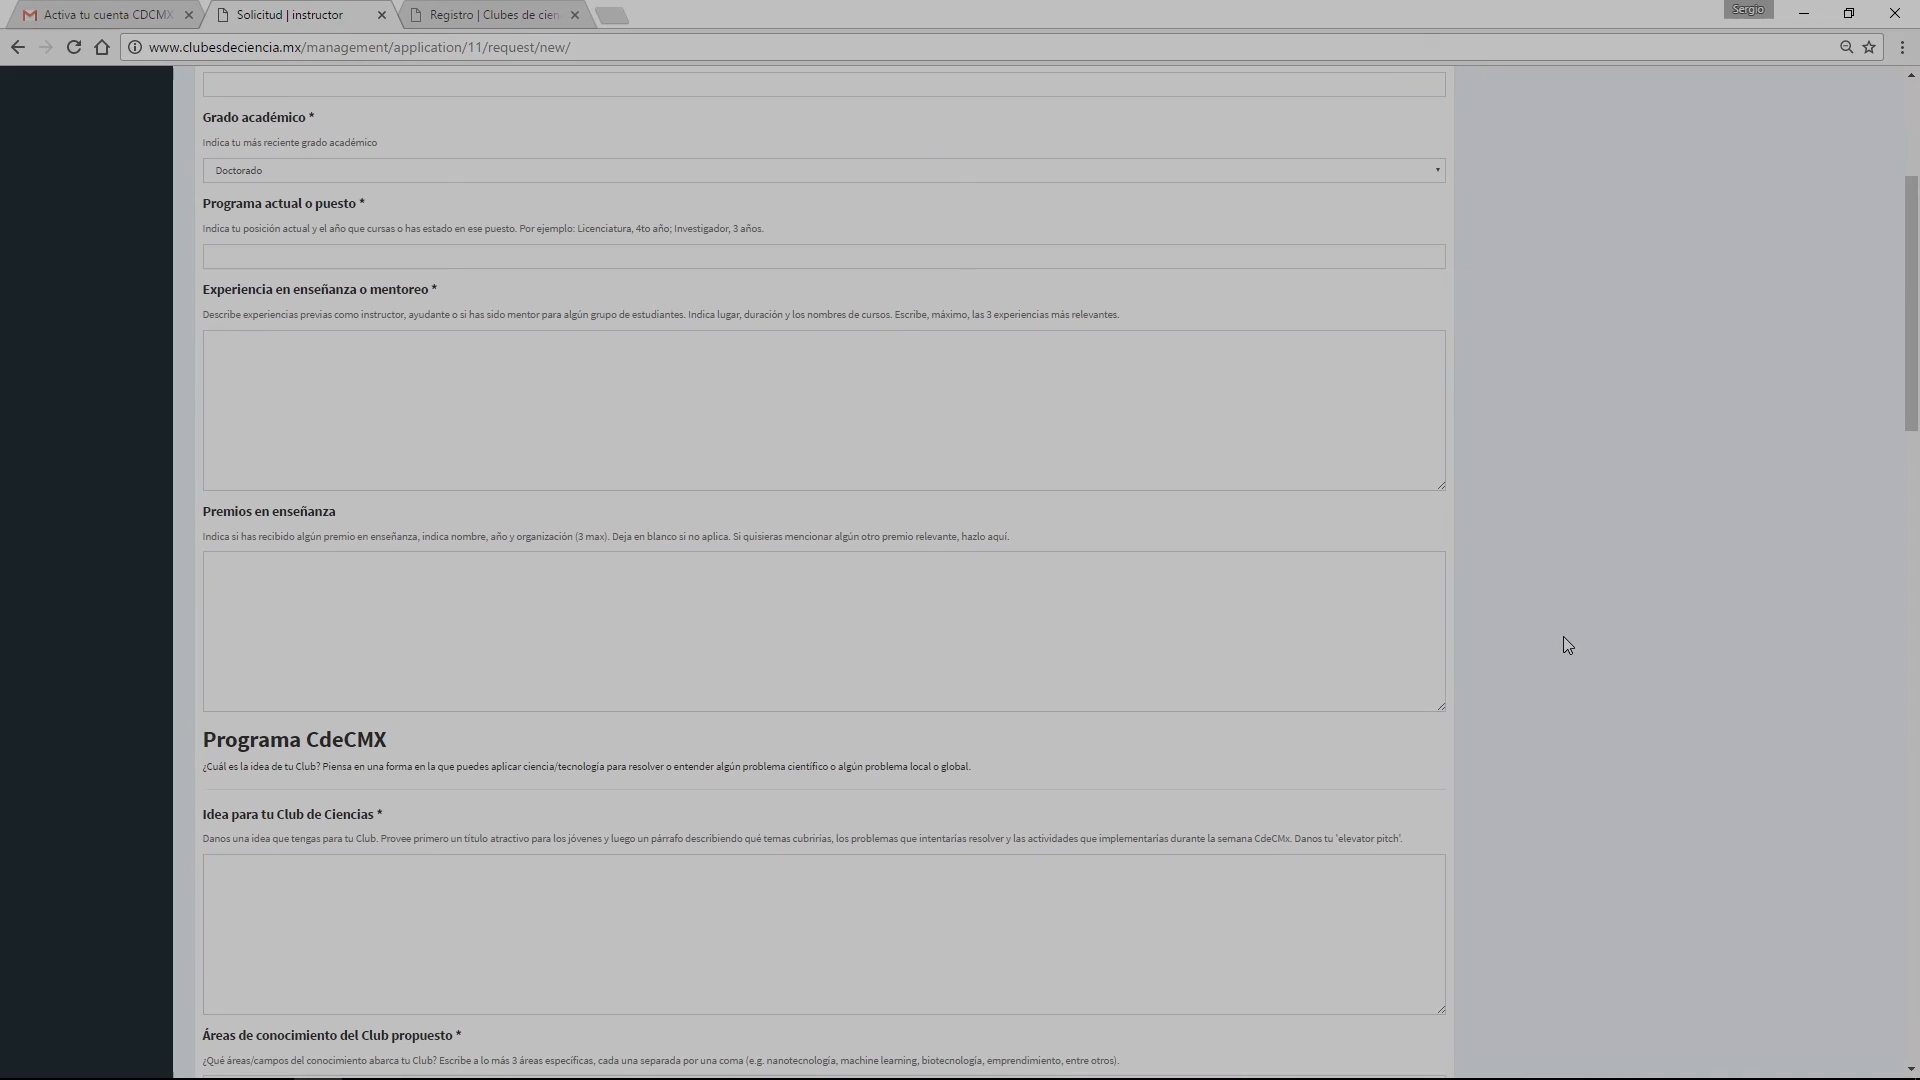 Activa tu cuenta CDCMX
Solicitud | instructor
Registro | Clubes de cien
Sergio
www.clubesdeciencia.mx/management/application/11/request/new/
Grado académico *
Indica tu más reciente grado académico
Doctorado
Programa actual o puesto *
Indica tu posición actual y el año que cursas o has estado en ese puesto. Por ejemplo: Licenciatura, 4to año; Investigador, 3 años.
Experiencia en enseñanza o mentoreo *
Describe experiencias previas como instructor, ayudante o si has sido mentor para algún grupo de estudiantes. Indica lugar, duración y los nombres de cursos. Escribe, máximo, las 3 experiencias más relevantes.
Premios en enseñanza
Indica si has recibido algún premio en enseñanza, indica nombre, año y organización (3 max). Deja en blanco si no aplica. Si quisieras mencionar algún otro premio relevante, hazlo aquí.
Programa CdeCMX
¿Cuál es la idea de tu Club? Piensa en una forma en la que puedes aplicar ciencia/tecnología para resolver o entender algún problema científico o algún problema local o global.
Idea para tu Club de Ciencias *
Danos una idea que tengas para tu Club. Provee primero un título atractivo para los jóvenes y luego un párrafo describiendo qué temas cubrirías, los problemas que intentarías resolver y las actividades que implementarías durante la semana CdeCMx. Danos tu 'elevator pitch'.
Áreas de conocimiento del Club propuesto *
¿Qué áreas/campos del conocimiento abarca tu Club? Escribe a lo más 3 áreas específicas, cada una separada por una coma (e.g. nanotecnología, machine learning, biotecnología, emprendimiento, entre otros).